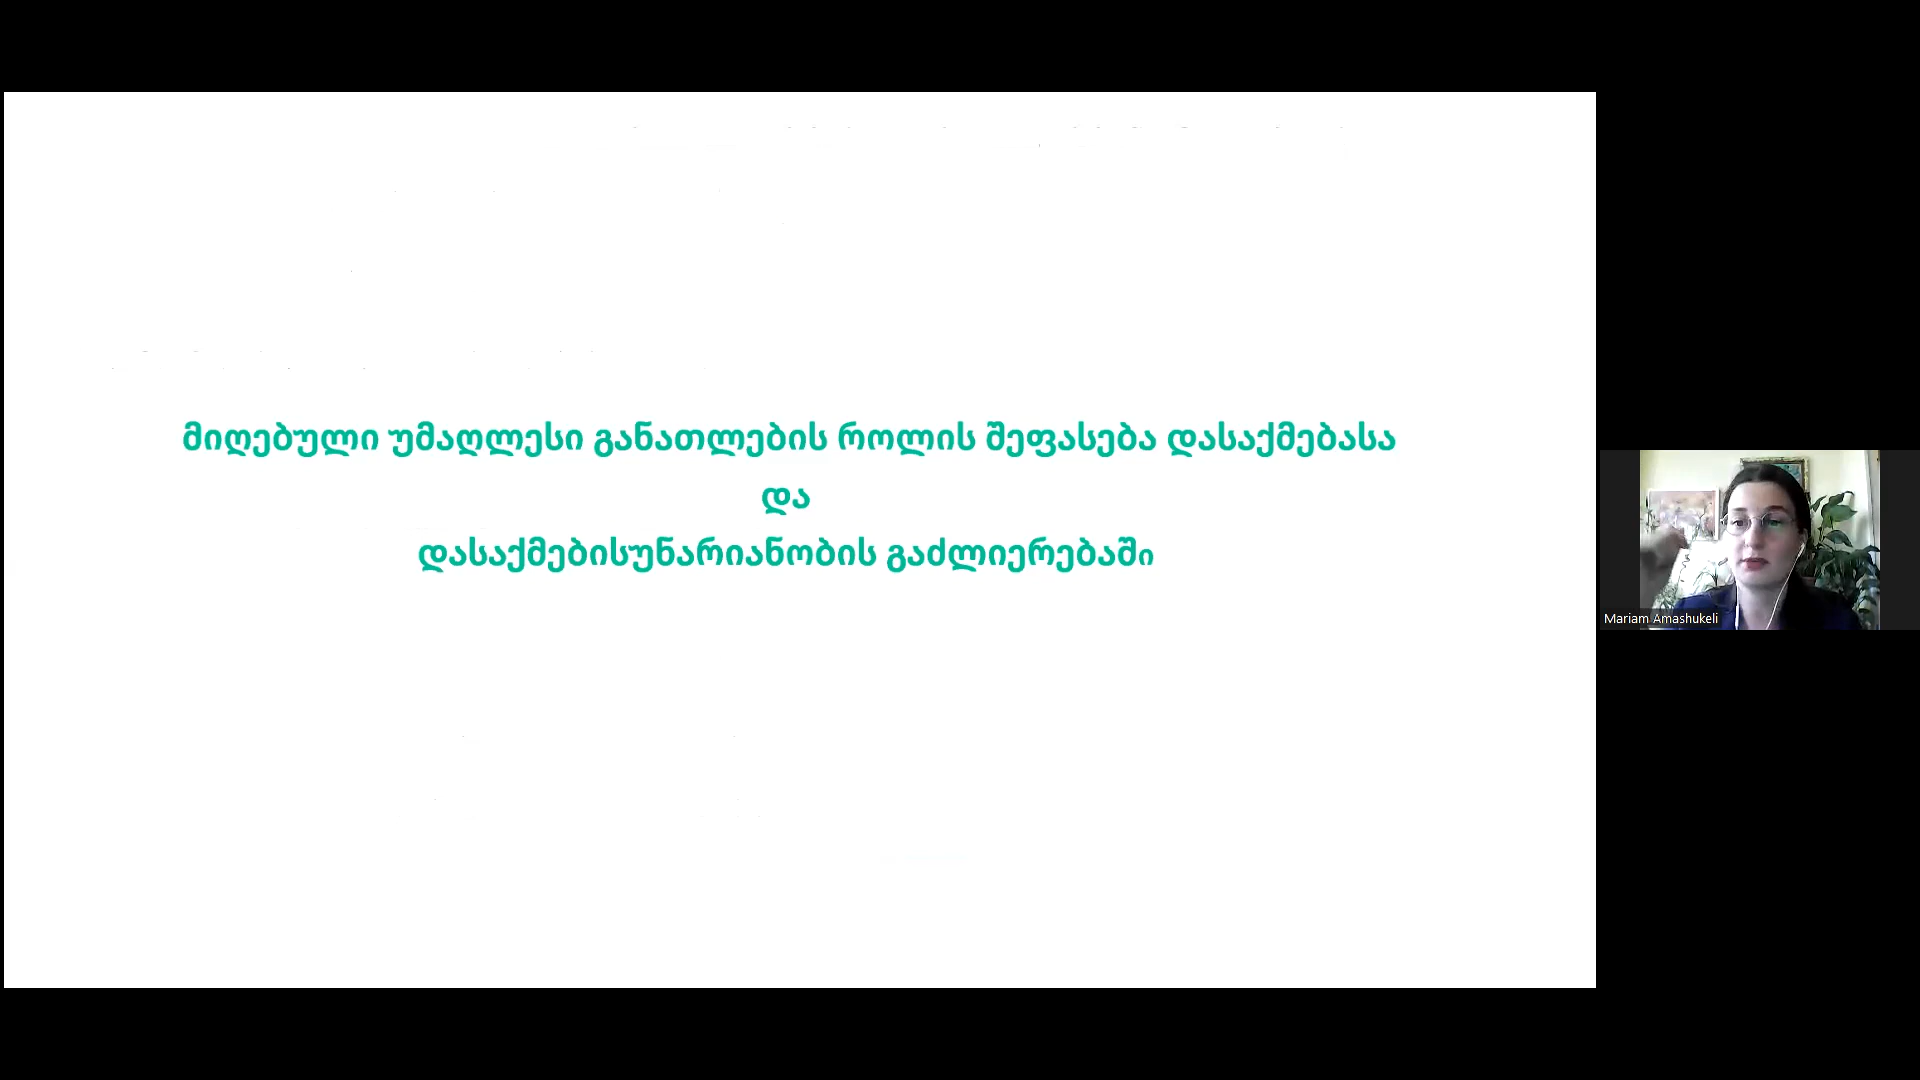 მიღებული უმაღლესი განათლების როლის შეფასება დასაქმებასა
და
დასაქმებისუნარიანობის გაძლიერებაში
Mariam Amashukeli